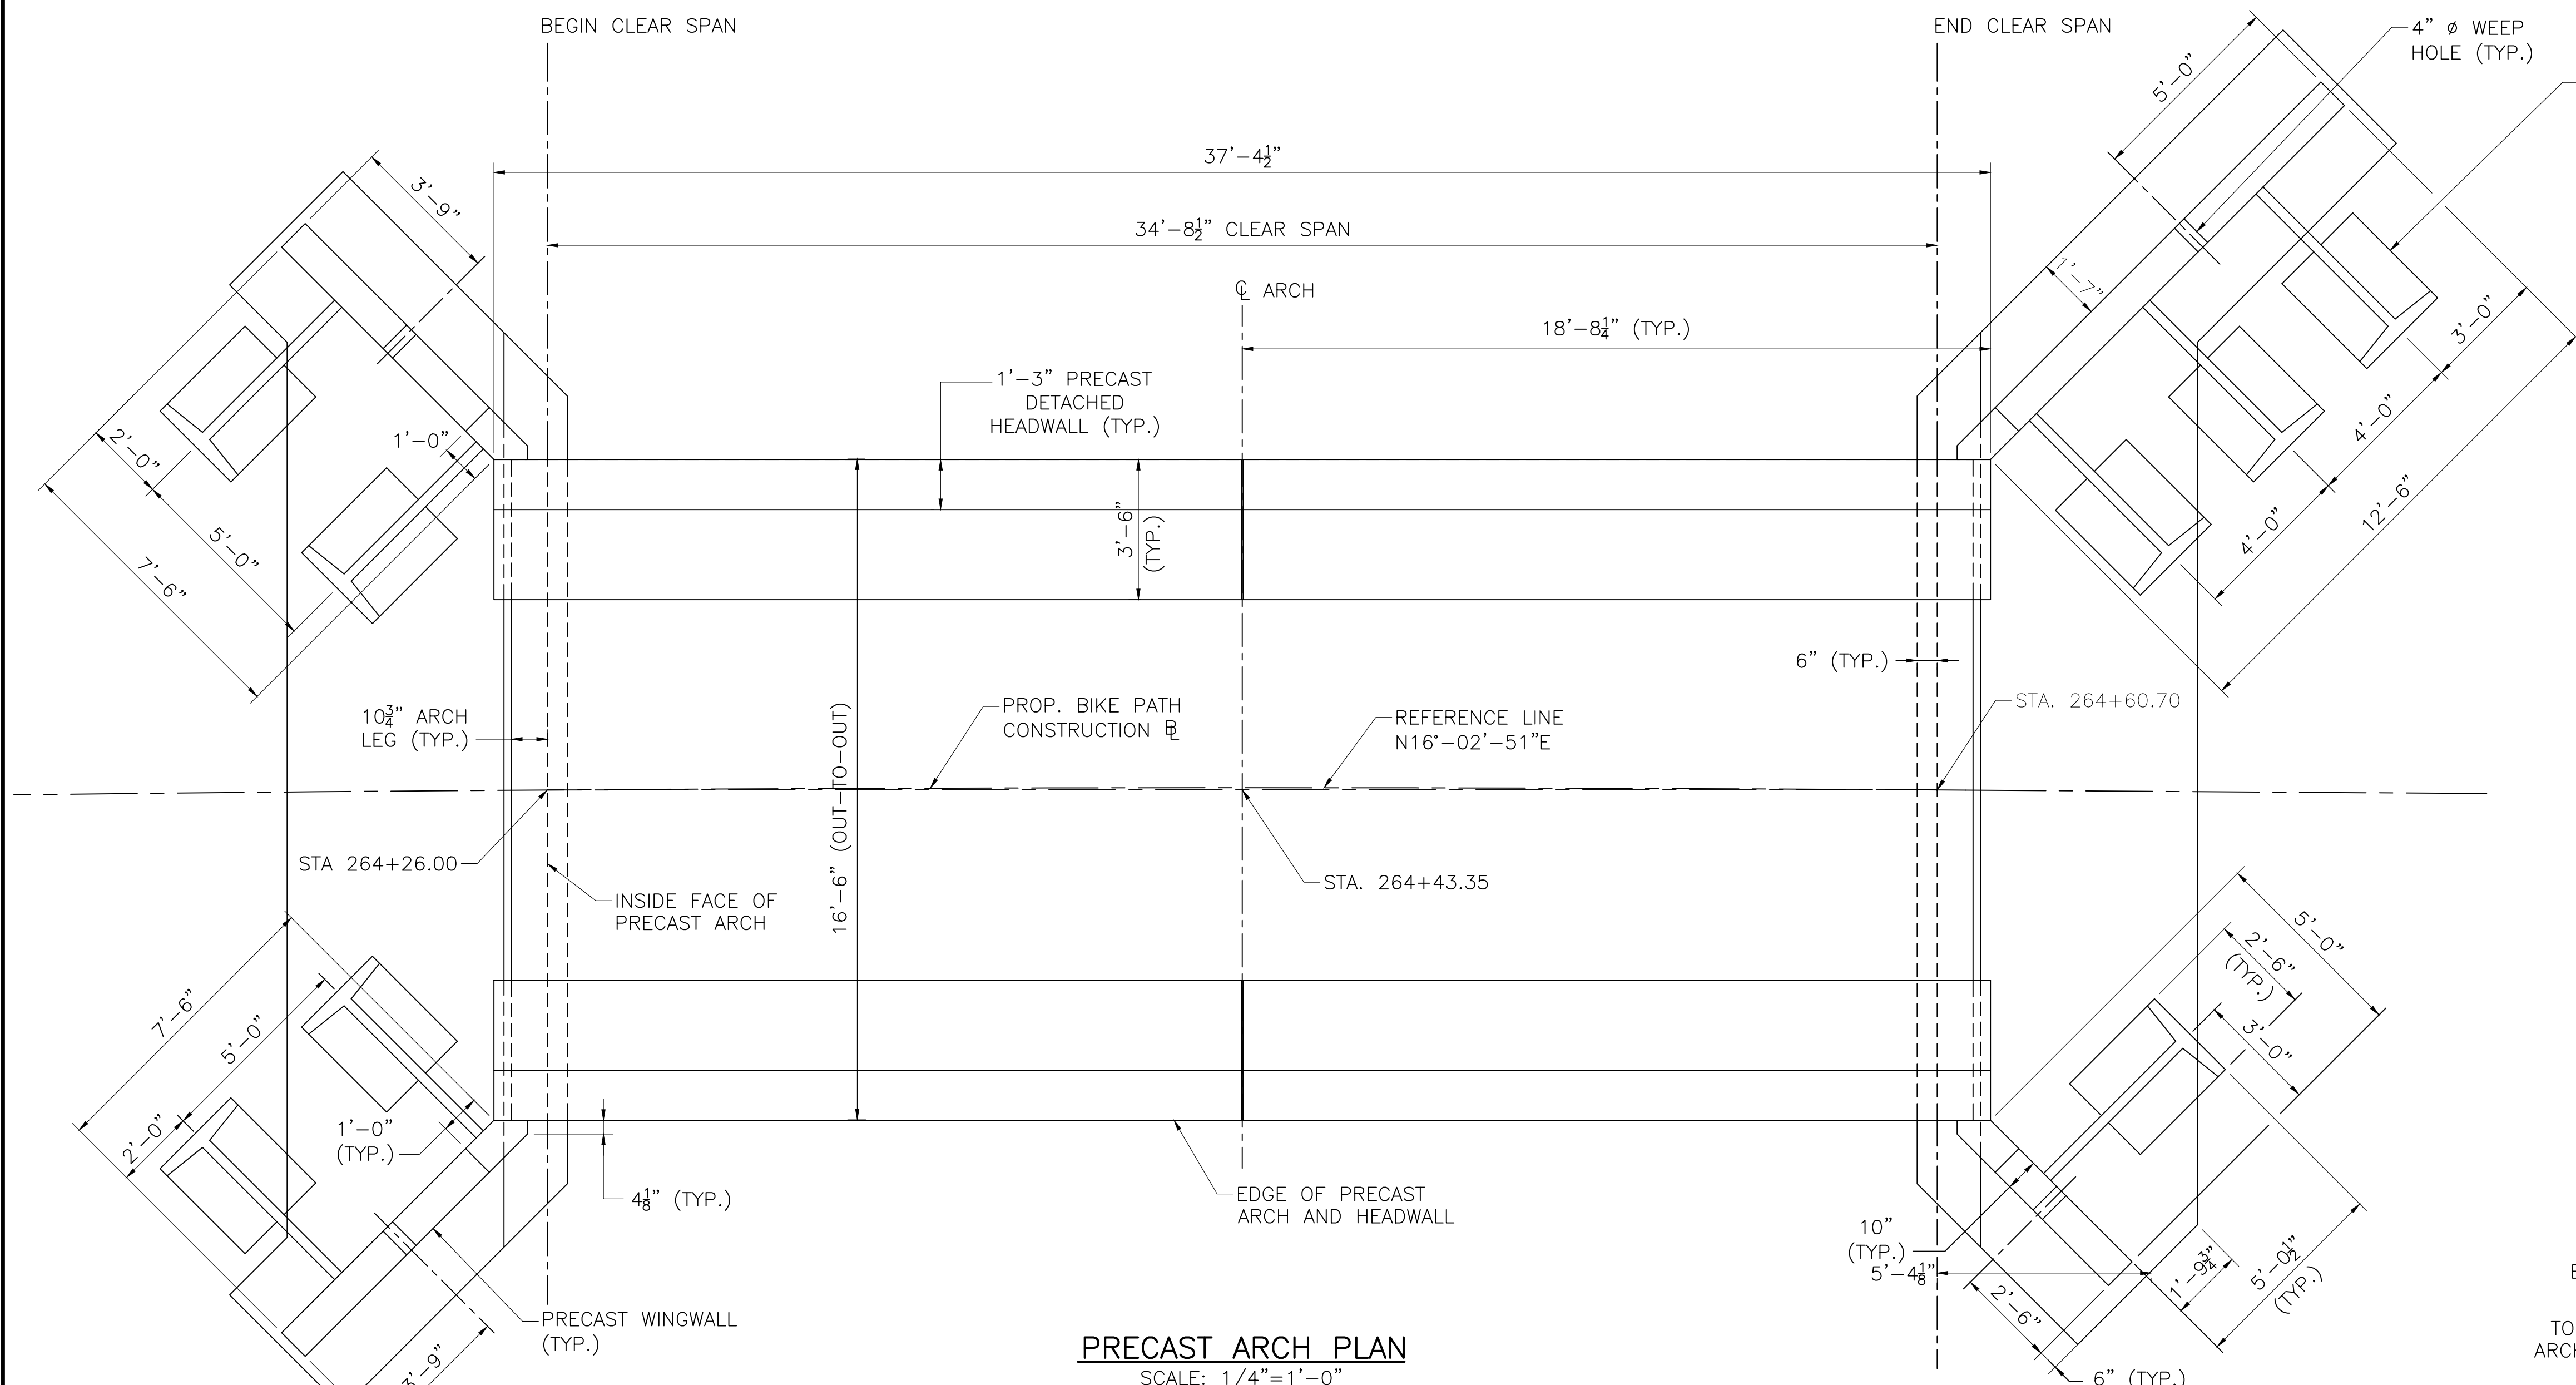 BEGIN CLEAR SPAN
END CLEAR SPAN
4" ø WEEP
HOLE (TYP.)
5'-0"
3'-9"
37'-4½"
34'-8½" CLEAR SPAN
℄ ARCH
18'-8¼" (TYP.)
1'-7"
3'-0"
4'-0"
4'-0"
12'-6"
1'-3" PRECAST
DETACHED
HEADWALL (TYP.)
3'-6"
(TYP.)
2'-0"
1'-0"
5'-0"
7'-6"
6" (TYP.)
10¾" ARCH
LEG (TYP.)
16'-6" (OUT-TO-OUT)
PROP. BIKE PATH
CONSTRUCTION BL
REFERENCE LINE
N16°-02'-51"E
STA. 264+60.70
STA 264+26.00
STA. 264+43.35
INSIDE FACE OF
PRECAST ARCH
7'-6"
5'-0"
2'-0"
1'-0"
(TYP.)
4⅛" (TYP.)
EDGE OF PRECAST
ARCH AND HEADWALL
5'-0"
2'-6"
(TYP.)
3'-0"
10"
(TYP.)
5'-4⅛"
1'-9¾"
5'-0½"
(TYP.)
2'-6"
6" (TYP.)
PRECAST WINGWALL
(TYP.)
3'-9"
PRECAST ARCH PLAN
SCALE: 1/4"=1'-0"
TO